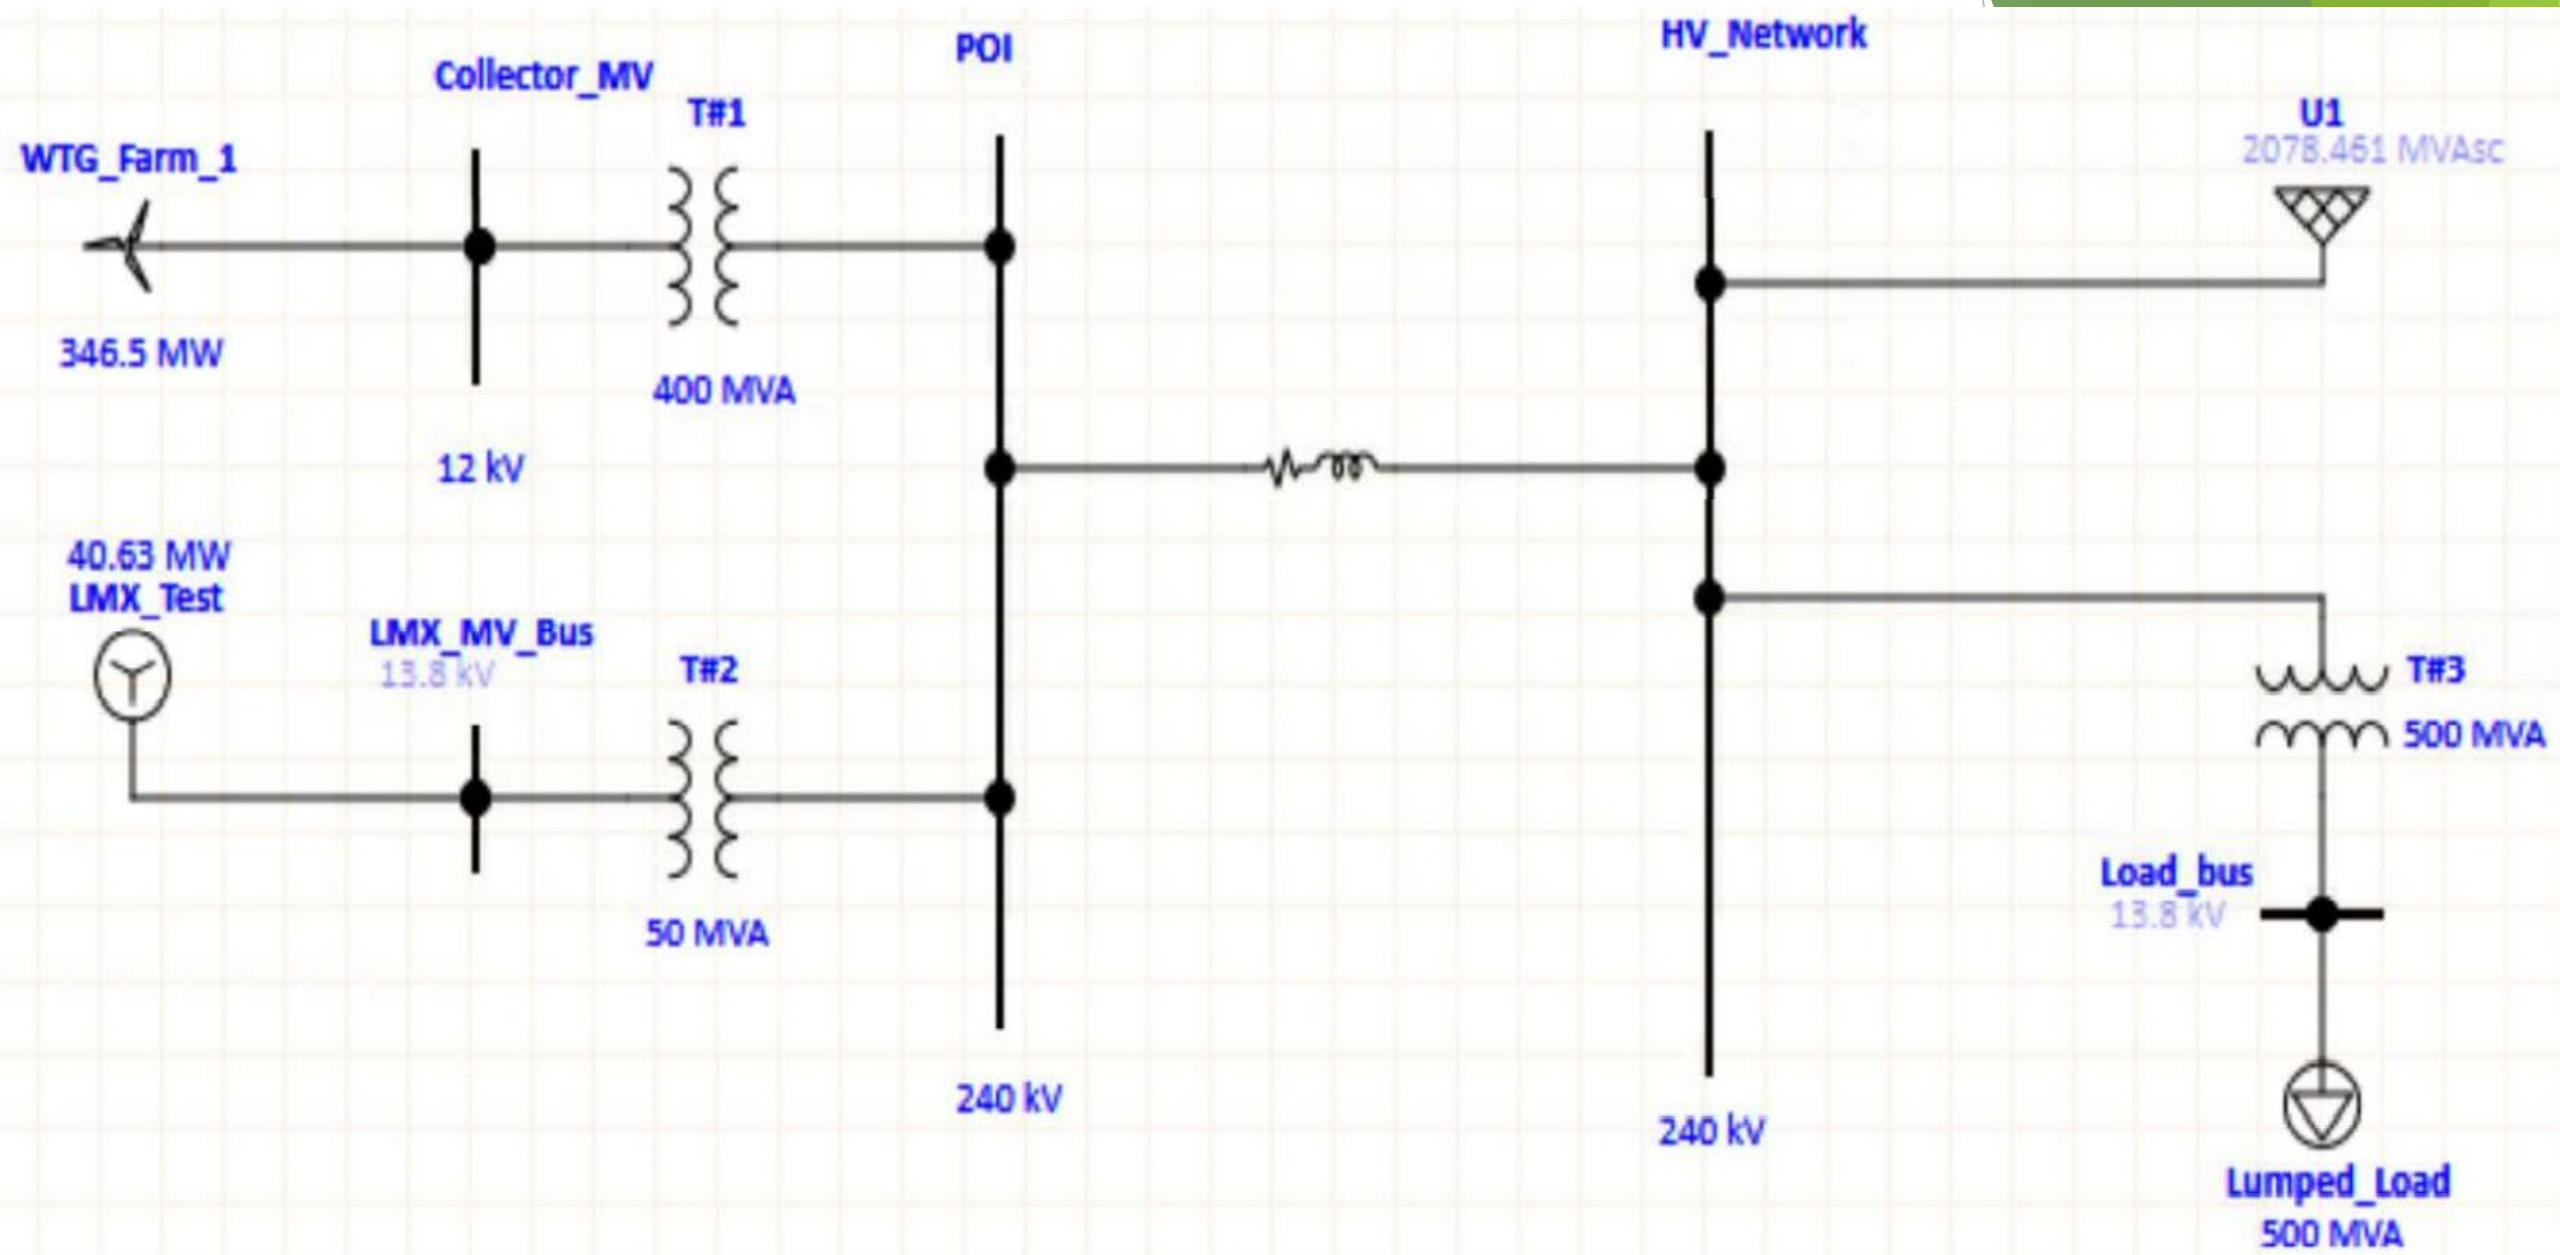 POI
HV_Network
Collector_MV
T#1
U1
2078.461 MVAsc
WTG_Farm_1
346.5 MW
400 MVA
12 kV
40.63 MW
LMX_Test
LMX_MV_Bus
13.8 kV
T#2
T#3
500 MVA
Load_bus
13.8 kV
50 MVA
240 kV
240 kV
Lumped_Load
500 MVA